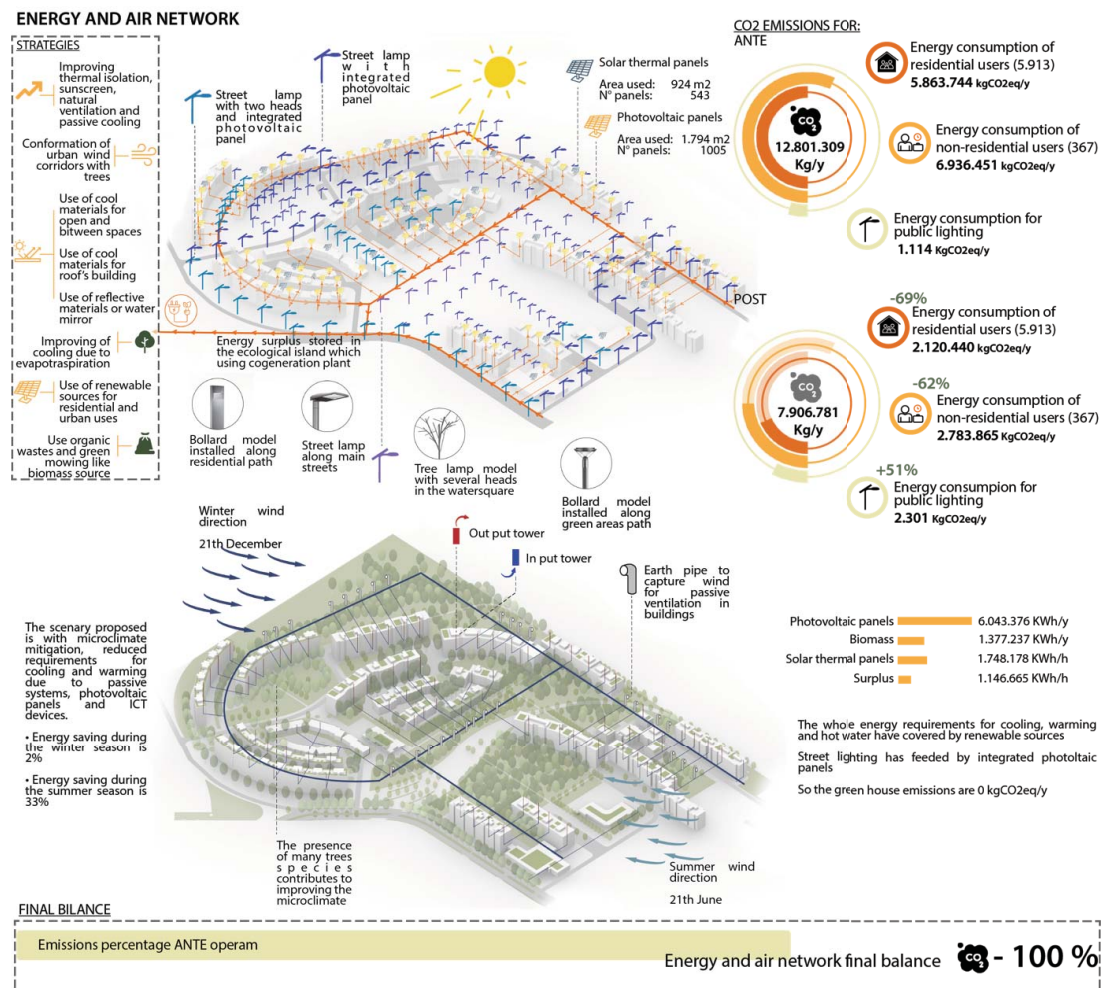 ENERGY AND AIR NETWORK
STRATEGIES
Improving
thermal isolation,
sunscreen,
natural
ventilation and
passive cooling
Conformation of
urban wind
corridors with
trees
Use of cool
materials for
open and
bitween spaces
Use of cool
materials for
roof's building
Use of reflective
materials or water
mirror
Improving of
cooling due to
evapotraspiration
Use of renewable
sources for
residential and
urban uses
Use organic
wastes and green
mowing like
biomass source
Street lamp
with two heads
and integrated
photovoltaic
panel
Street lamp
with
integrated
photovoltaic
panel
Solar thermal panels
Area used: 924 m2
N° panels: 543
Photovoltaic panels
Area used: 1.794 m2
N° panels: 1005
Energy surplus stored in
the ecological island which
using cogeneration plant
Bollard model
installed along
residential path
Street lamp
along main
streets
Tree lamp model
with several heads
in the watersquare
Bollard model
installed along
green areas path
CO2 EMISSIONS FOR:
ANTE
CO2
12.801.309
Kg/y
Energy consumption of
residential users (5.913)
5.863.744 kgCO2eq/y
Energy consumption of
non-residential users (367)
6.936.451 kgCO2eq/y
Energy consumption for
public lighting
1.114 KgCO2eq/y
POST
CO2
7.906.781
Kg/y
-69%
Energy consumption of
residential users (5.913)
2.120.440 kgCO2eq/y
-62%
Energy consumption of
non-residential users (367)
2.783.865 KgCO2eq/y
+51%
Energy consumpion for
public lighting
2.301 KgCO2eq/y
Winter wind
direction
21th December
Out put tower
In put tower
Earth pipe to
capture wind
for passive
ventilation in
buildings
The scenary proposed
is with microclimate
mitigation, reduced
requirements for
cooling and warming
due to passive
systems, photovoltaic
panels and ICT
devices.
• Energy saving during
the winter season is
2%
• Energy saving during
the summer season is
33%
The presence
of many trees
species
contributes to
improving the
microclimate
Summer wind
direction
21th June
Photovoltaic panels 6.043.376 KWh/y
Biomass 1.377.237 KWh/y
Solar thermal panels 1.748.178 KWh/h
Surplus 1.146.665 KWh/h
The whole energy requirements for cooling, warming
and hot water have covered by renewable sources
Street lighting has feeded by integrated photoltaic
panels
So the green house emissions are 0 kgCO2eq/y
FINAL BILANCE
Emissions percentage ANTE operam
Energy and air network final balance CO2 - 100 %